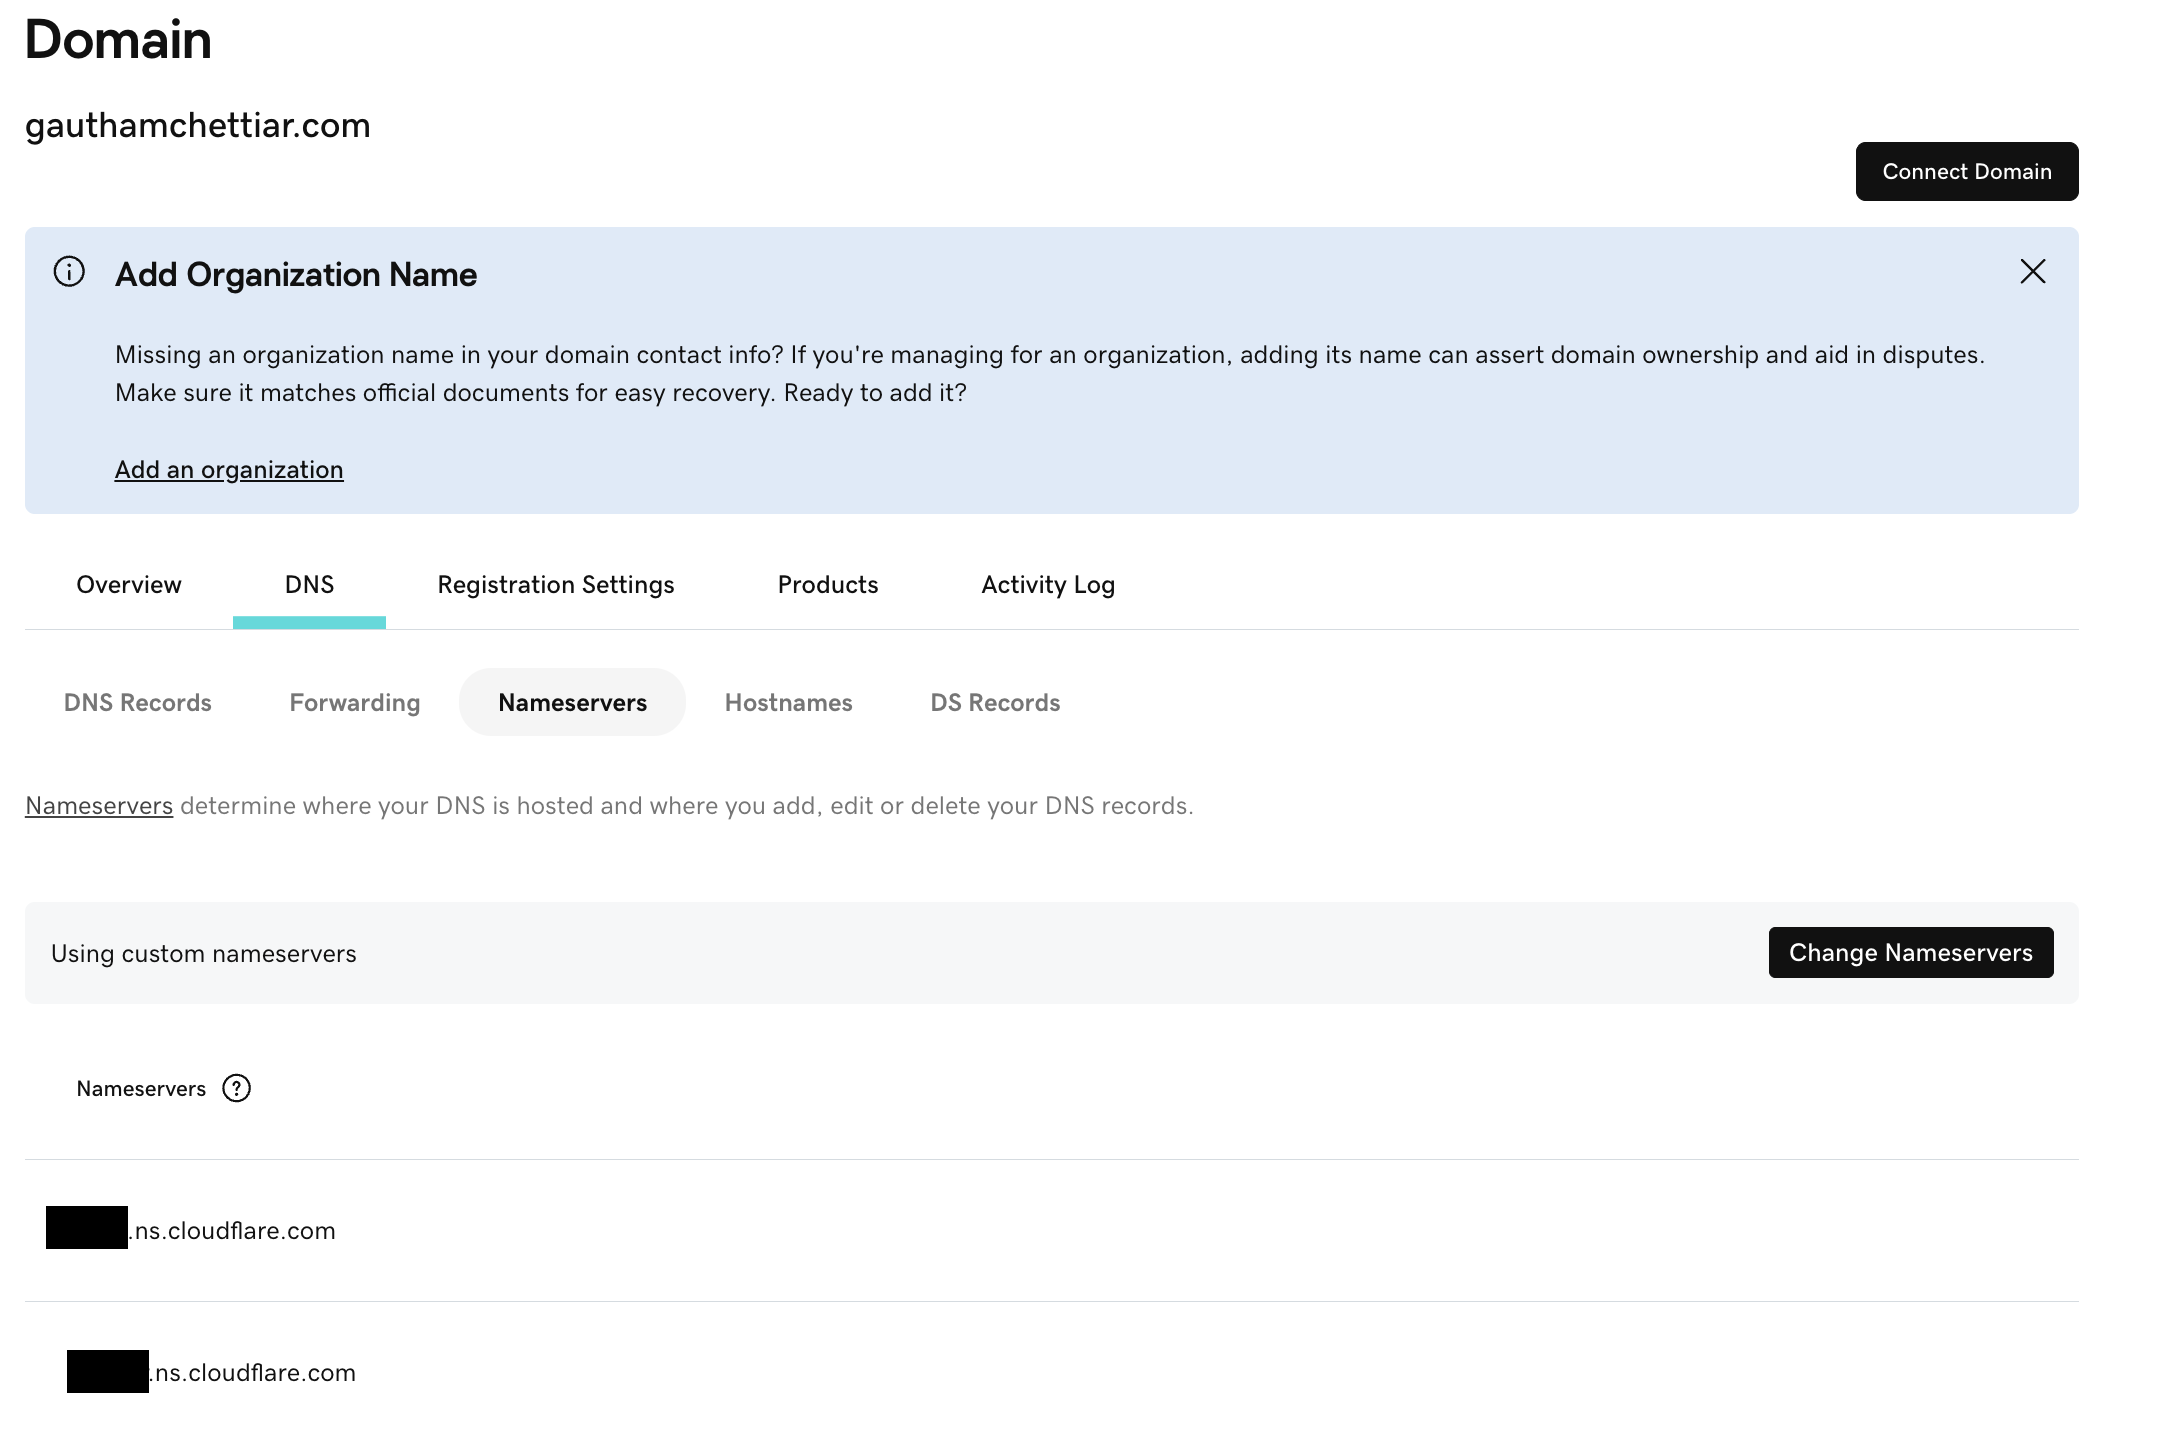 Domain
gauthamchettiar.com
Connect Domain
Add Organization Name
Missing an organization name in your domain contact info? If you're managing for an organization, adding its name can assert domain ownership and aid in disputes.
Make sure it matches official documents for easy recovery. Ready to add it?
Add an organization
Overview DNS Registration Settings Products Activity Log
DNS Records Forwarding Nameservers Hostnames DS Records
Nameservers determine where your DNS is hosted and where you add, edit or delete your DNS records.
Using custom nameservers Change Nameservers
Nameservers ?
.ns.cloudflare.com
.ns.cloudflare.com